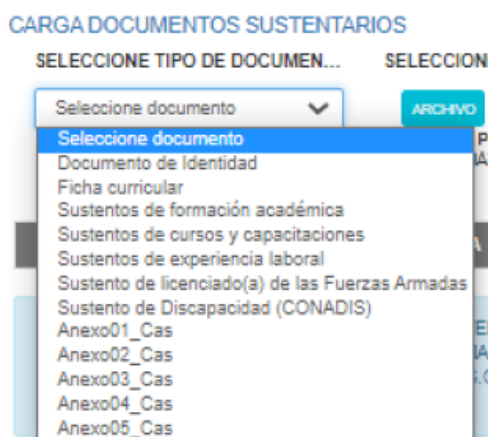 CARGA DOCUMENTOS SUSTENTARIOS
SELECCIONE TIPO DE DOCUMEN... 
Seleccione documento
ARCHIVO
Seleccione documento
Documento de Identidad
Ficha curricular
Sustentos de formación académica
Sustentos de cursos y capacitaciones
Sustentos de experiencia laboral
Sustento de licenciado(a) de las Fuerzas Armadas
Sustento de Discapacidad (CONADIS)
Anexo01_Cas
Anexo02_Cas
Anexo03_Cas
Anexo04_Cas
Anexo05_Cas